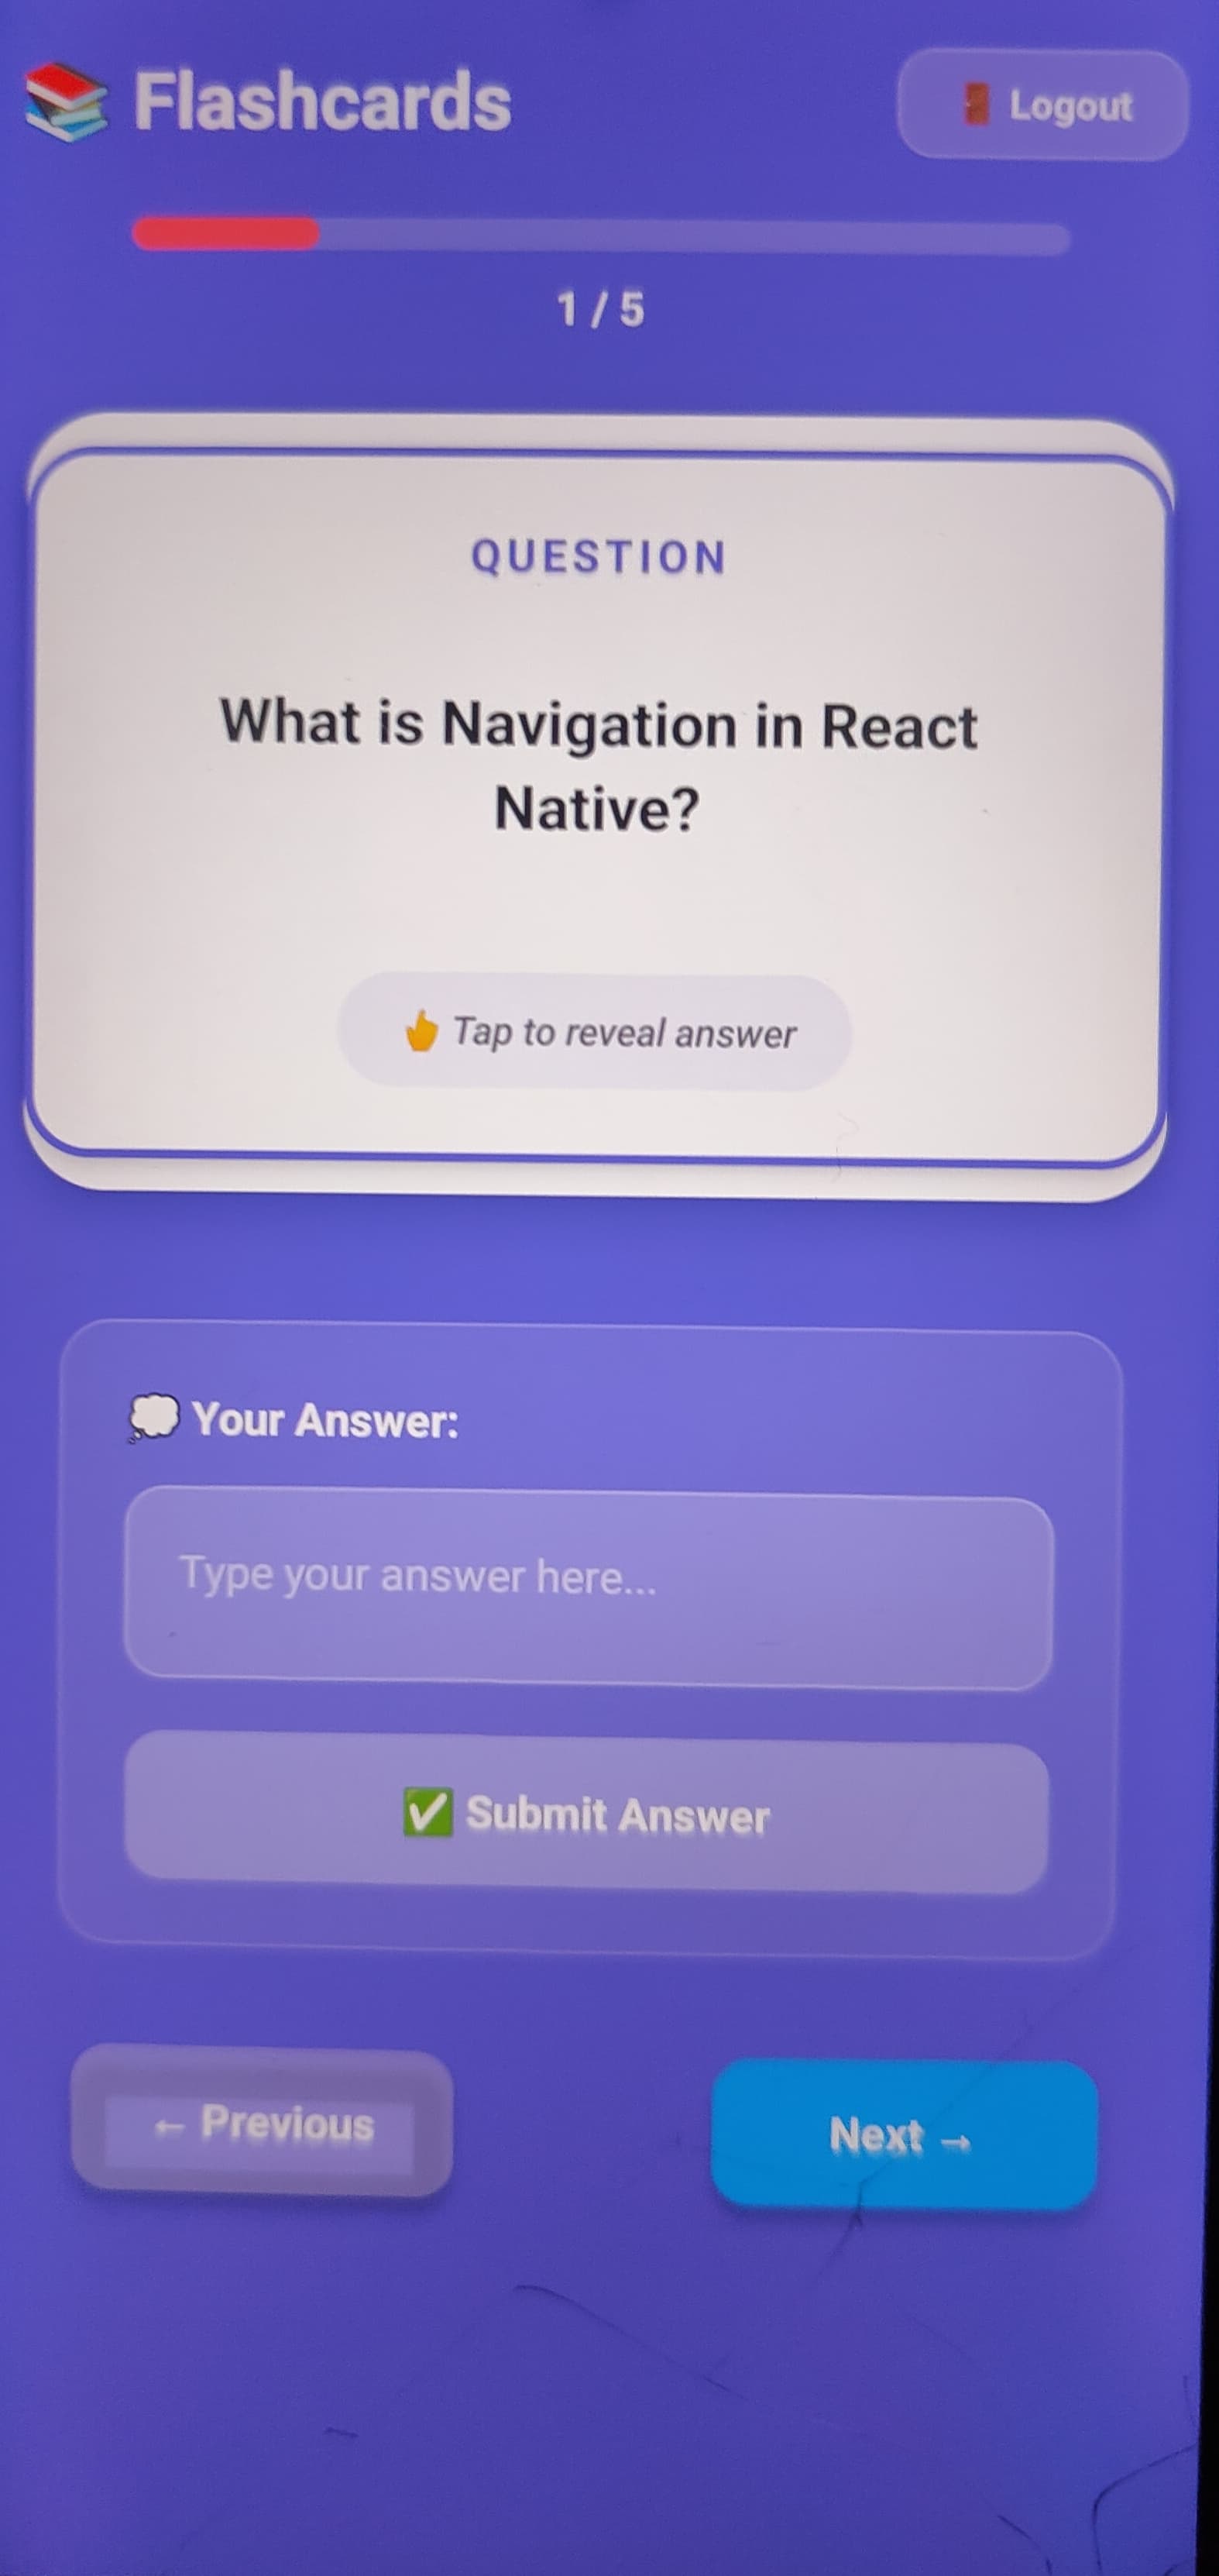 Flashcards
Logout
1 / 5
QUESTION
What is Navigation in React
Native?
Tap to reveal answer
Your Answer:
Type your answer here...
Submit Answer
← Previous
Next →